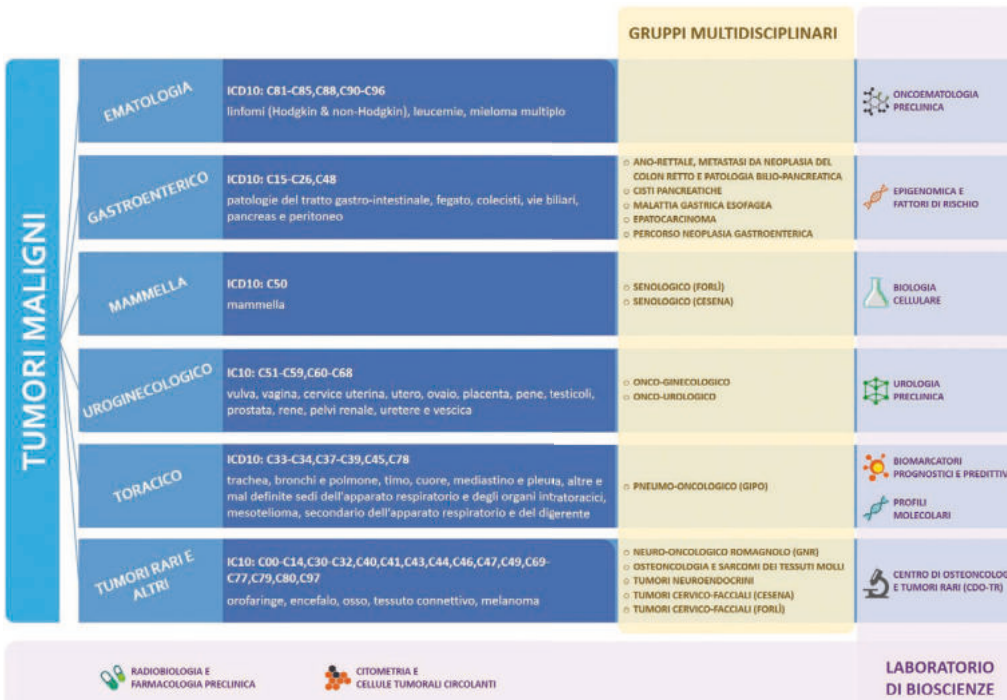 GRUPPI MULTIDISCIPLINARI
TUMORI MALIGNI
EMATOLOGIA
ICD10: C81-C85,C88,C90-C96
linfomi (Hodgkin & non-Hodgkin), leucemie, mieloma multiplo
ONCOEMATOLOGIA
PRECLINICA
GASTROENTERICO
ICD10: C15-C26,C48
patologie del tratto gastro-intestinale, fegato, colecisti, vie biliari,
pancreas e peritoneo
○ ANO-RETTALE, METASTASI DA NEOPLASIA DEL
COLON RETTO E PATOLOGIA BILIO-PANCREATICA
○ CISTI PANCREATICHE
○ MALATTIA GASTRICA ESOFAGEA
○ EPATOCARCINOMA
○ PERCORSO NEOPLASIA GASTROENTERICA
EPIGENOMICA E
FATTORI DI RISCHIO
MAMMELLA
ICD10: C50
mammella
○ SENOLOGICO (FORLÌ)
○ SENOLOGICO (CESENA)
BIOLOGIA
CELLULARE
UROGINECOLOGICO
IC10: C51-C59,C60-C68
vulva, vagina, cervice uterina, utero, ovaio, placenta, pene, testicoli,
prostata, rene, pelvi renale, uretere e vescica
○ ONCO-GINECOLOGICO
○ ONCO-UROLOGICO
UROLOGIA
PRECLINICA
TORACICO
ICD10: C33-C34,C37-C39,C45,C78
trachea, bronchi e polmone, timo, cuore, mediastino e pleura, altre e
mal definite sedi dell'apparato respiratorio e degli organi intratoracici,
mesotelioma, secondario dell'apparato respiratorio e del digerente
○ PNEUMO-ONCOLOGICO (GIPO)
BIOMARCATORI
PROGNOSTICI E PREDITTIV
PROFILI
MOLECOLARI
TUMORI RARI E
ALTRI
IC10: C00-C14,C30-C32,C40,C41,C43,C44,C46,C47,C49,C69-
C77,C79,C80,C97
orofaringe, encefalo, osso, tessuto connettivo, melanoma
○ NEURO-ONCOLOGICO ROMAGNOLO (GNR)
○ OSTEONCOLOGIA E SARCOMI DEI TESSUTI MOLLI
○ TUMORI NEUROENDOCRINI
○ TUMORI CERVICO-FACCIALI (CESENA)
○ TUMORI CERVICO-FACCIALI (FORLÌ)
CENTRO DI OSTEONCOLOG
E TUMORI RARI (CDO-TR)
RADIOBIOLOGIA E
FARMACOLOGIA PRECLINICA
CITOMETRIA E
CELLULE TUMORALI CIRCOLANTI
LABORATORIO
DI BIOSCIENZE